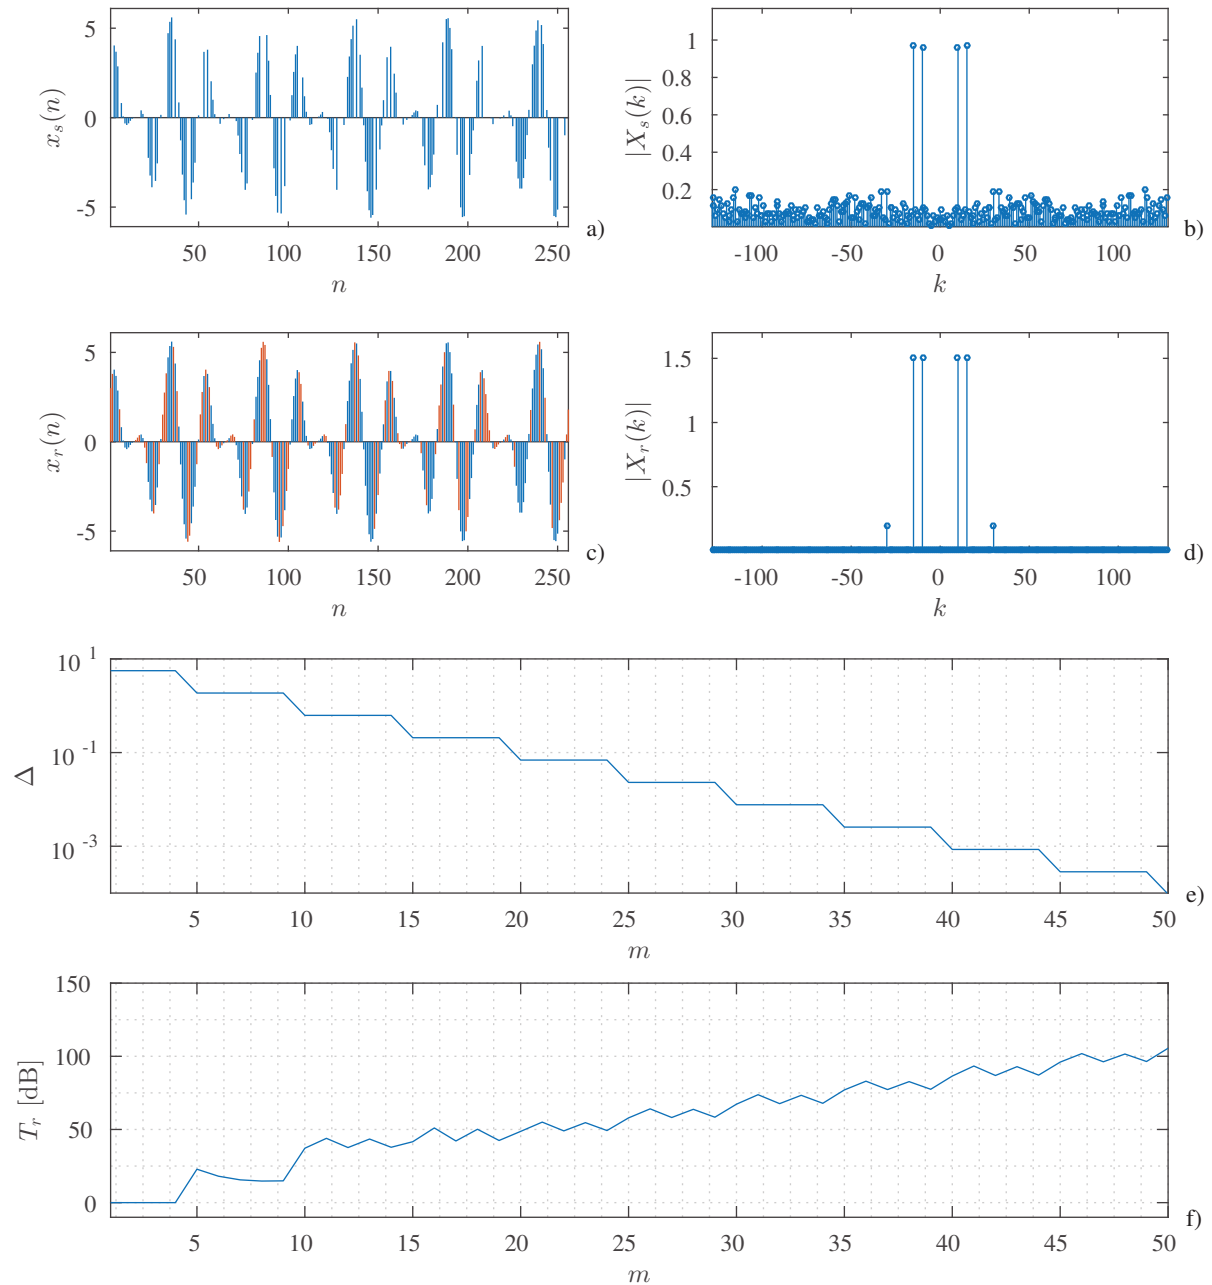 5
0
-5
x_s(n)
50 100 150 200 250
n
a)
1
0.8
0.6
0.4
0.2
|X_s(k)|
-100 -50 0 50 100
k
b)
5
0
-5
x_r(n)
50 100 150 200 250
n
c)
1.5
1
0.5
|X_r(k)|
-100 -50 0 50 100
k
d)
10^1
10^-1
10^-3
Δ
5 10 15 20 25 30 35 40 45 50
m
e)
150
100
50
0
T_r [dB]
5 10 15 20 25 30 35 40 45 50
m
f)